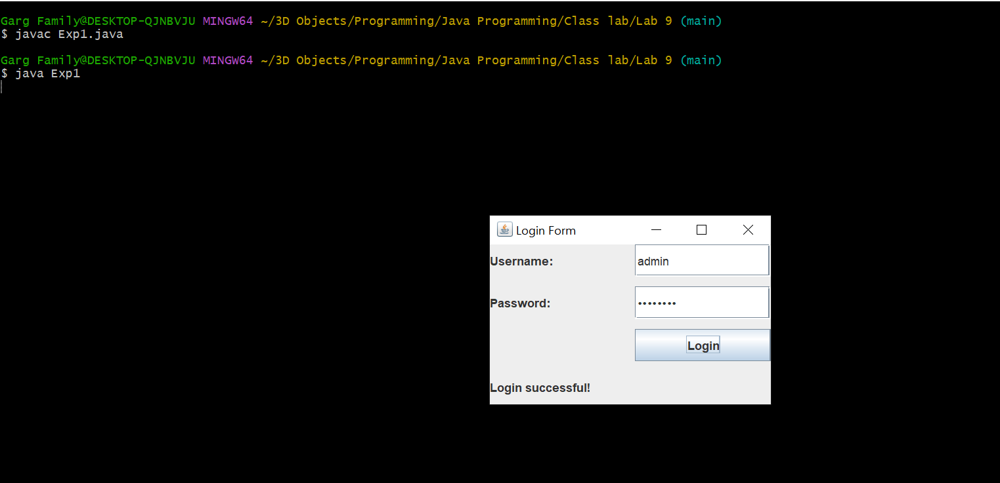 Garg Family@DESKTOP-QJNBVJU MINGW64 ~/3D Objects/Programming/Java Programming/Class lab/Lab 9 (main)
$ javac Exp1.java
Garg Family@DESKTOP-QJNBVJU MINGW64 ~/3D Objects/Programming/Java Programming/Class lab/Lab 9 (main)
$ java Exp1
Login Form
Username: admin
Password: ••••••••
Login
Login successful!